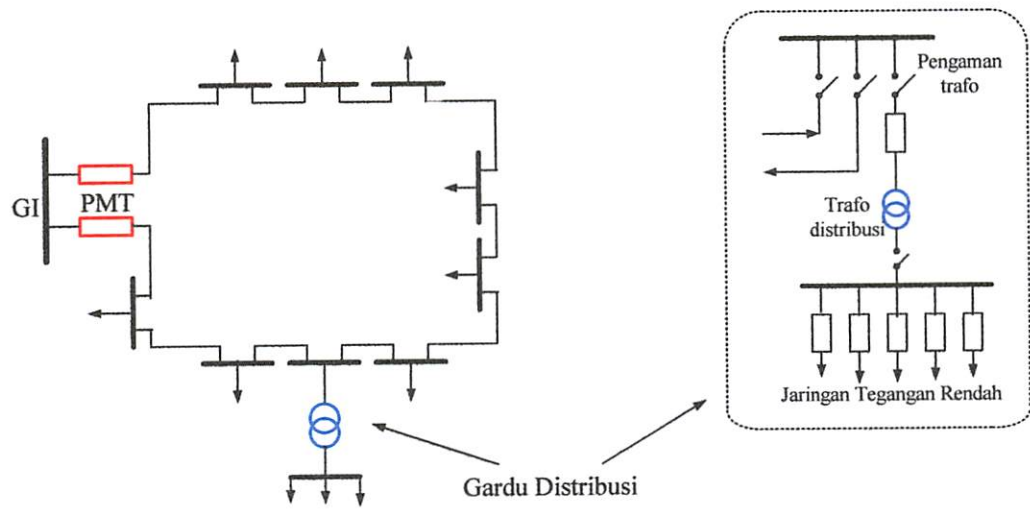 Pengaman
trafo
GI
PMT
Trafo
distribusi
Jaringan Tegangan Rendah
Gardu Distribusi